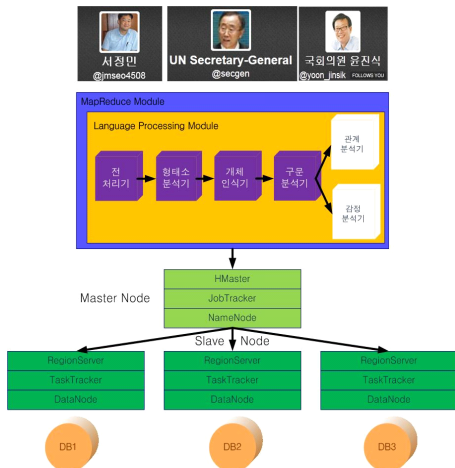 서정민
@jmseo4508
UN Secretary-General
@secgen
국회의원 윤진식
@yoon_jinsik FOLLOWS YOU
MapReduce Module
Language Processing Module
전
처리기
형태소
분석기
개체
인식기
구문
분석기
관계
분석기
감정
분석기
Master Node
HMaster
JobTracker
NameNode
Slave Node
RegionServer
TaskTracker
DataNode
RegionServer
TaskTracker
DataNode
RegionServer
TaskTracker
DataNode
DB1
DB2
DB3